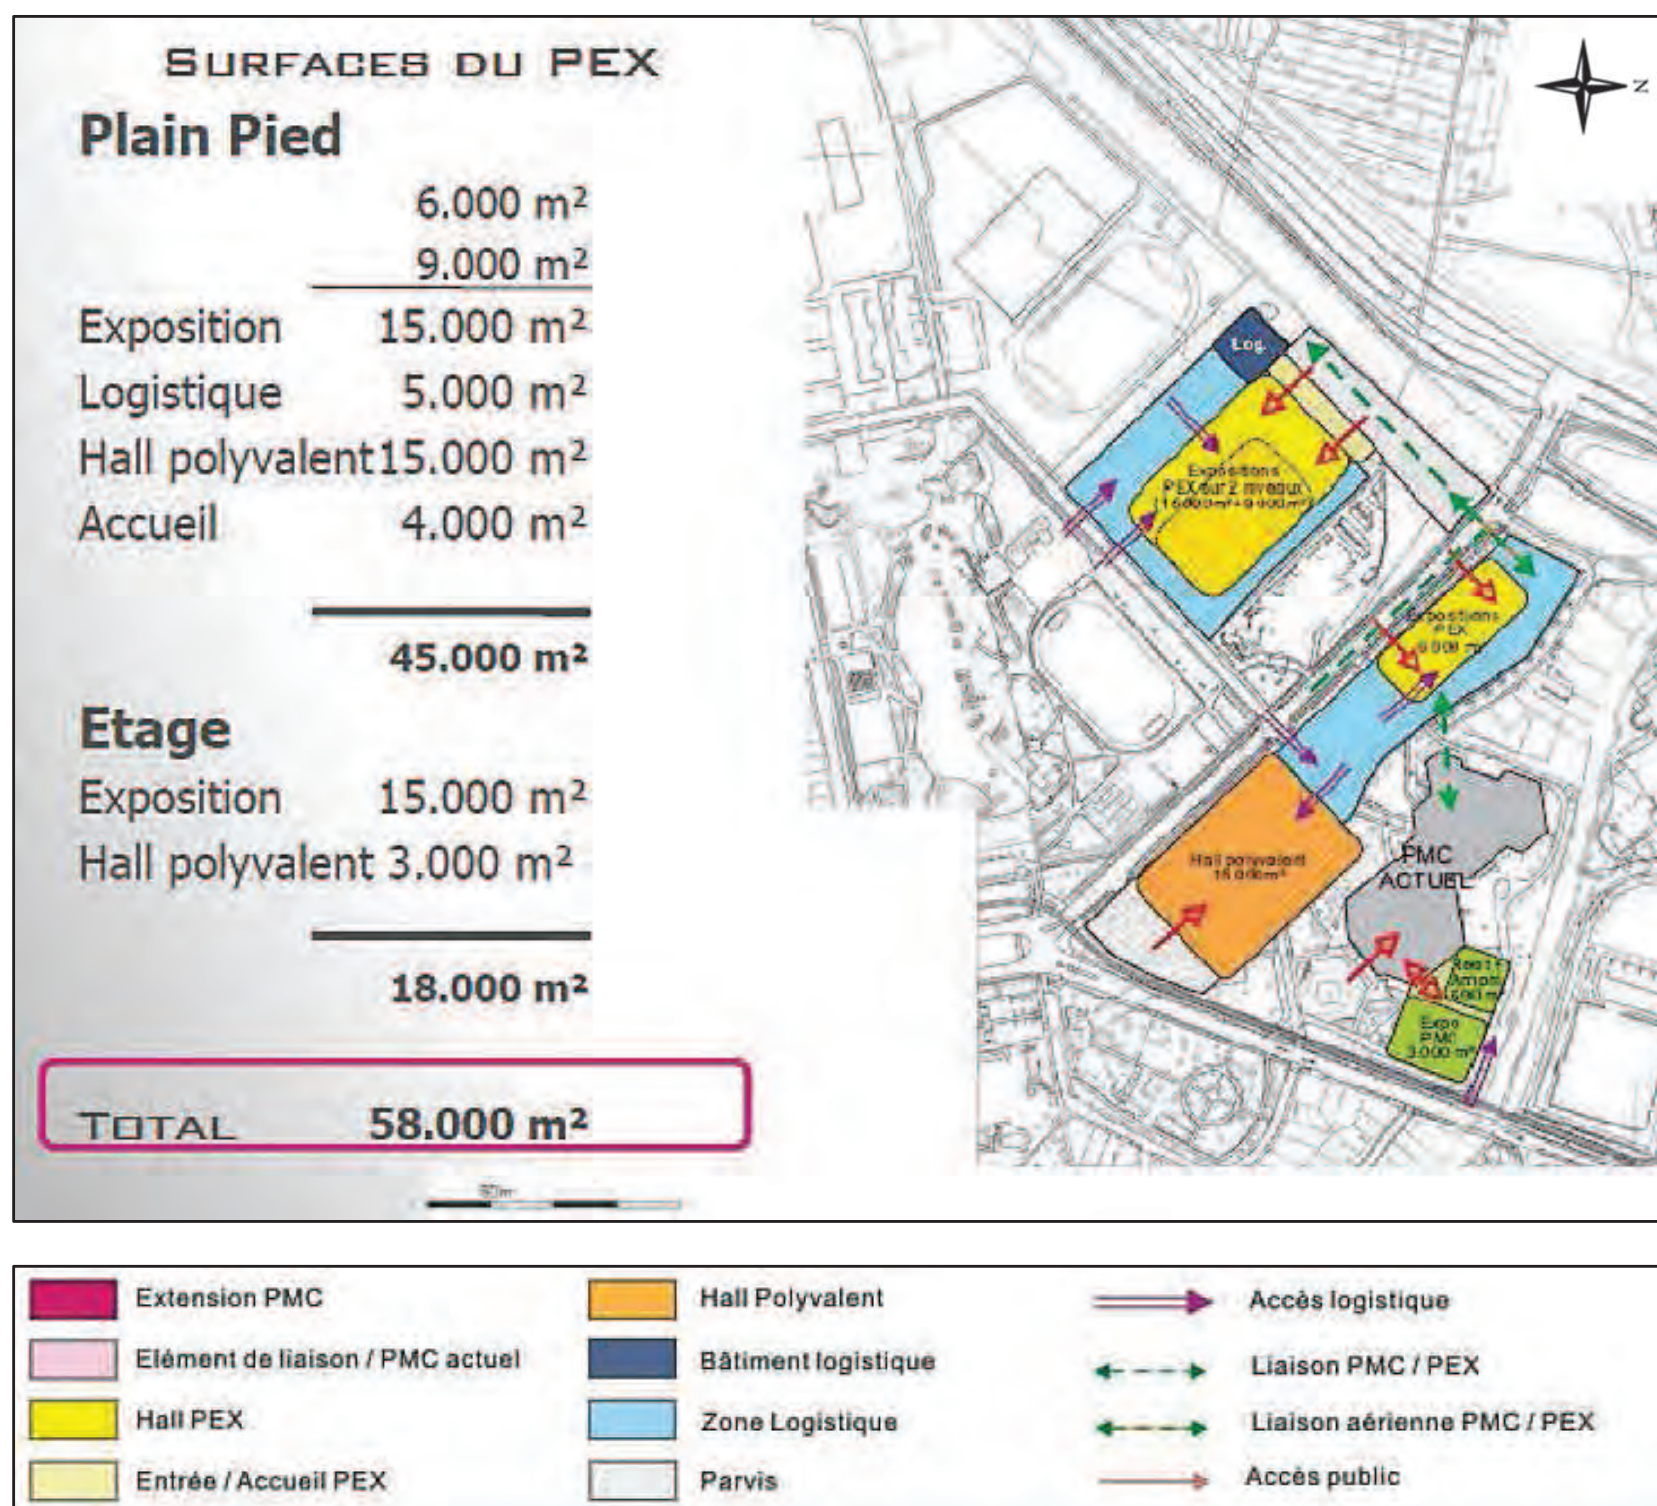 SURFACES DU PEX
Plain Pied
6.000 m²
9.000 m²
Exposition 15.000 m²
Logistique 5.000 m²
Hall polyvalent 15.000 m²
Accueil 4.000 m²
45.000 m²
Etage
Exposition 15.000 m²
Hall polyvalent 3.000 m²
18.000 m²
TOTAL 58.000 m²
50m
N
Log.
Expositions
PEX sur 2 niveaux
Expositions
PEX
Hall polyvalent
PMC
ACTUEL
Expo
PMC
3.000 m²
Extension PMC
Elément de liaison / PMC actuel
Hall PEX
Entrée / Accueil PEX
Hall Polyvalent
Bâtiment logistique
Zone Logistique
Parvis
Accès logistique
Liaison PMC / PEX
Liaison aérienne PMC / PEX
Accès public